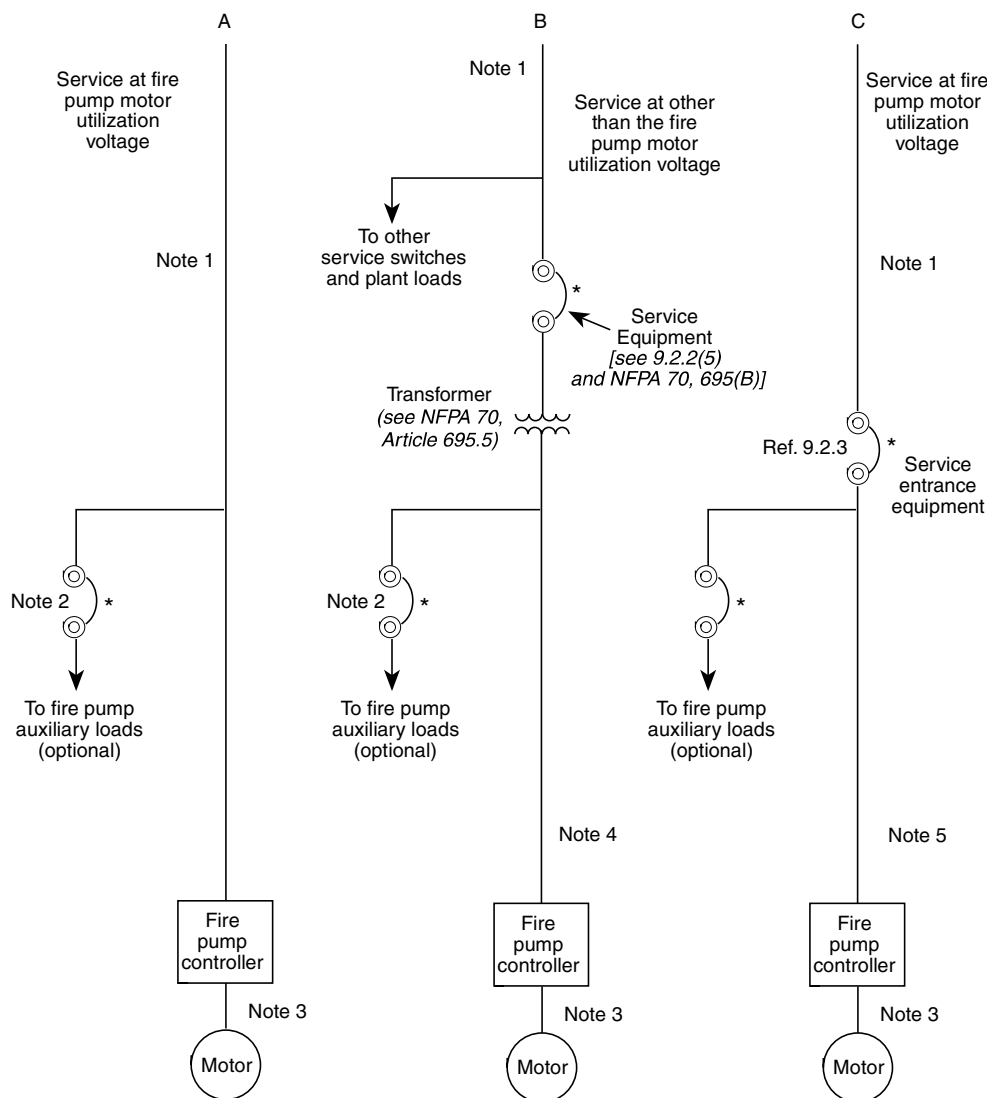 A
Service at fire
pump motor
utilization
voltage
Note 1
Note 2
*
To fire pump
auxiliary loads
(optional)
Fire
pump
controller
Note 3
Motor
B
Note 1
Service at other
than the fire
pump motor
utilization voltage
To other
service switches
and plant loads
*
Service
Equipment
[see 9.2.2(5)
and NFPA 70, 695(B)]
Transformer
(see NFPA 70,
Article 695.5)
Note 2
*
To fire pump
auxiliary loads
(optional)
Note 4
Fire
pump
controller
Note 3
Motor
C
Service at fire
pump motor
utilization
voltage
Note 1
Ref. 9.2.3
*
Service
entrance
equipment
*
To fire pump
auxiliary loads
(optional)
Note 5
Fire
pump
controller
Note 3
Motor